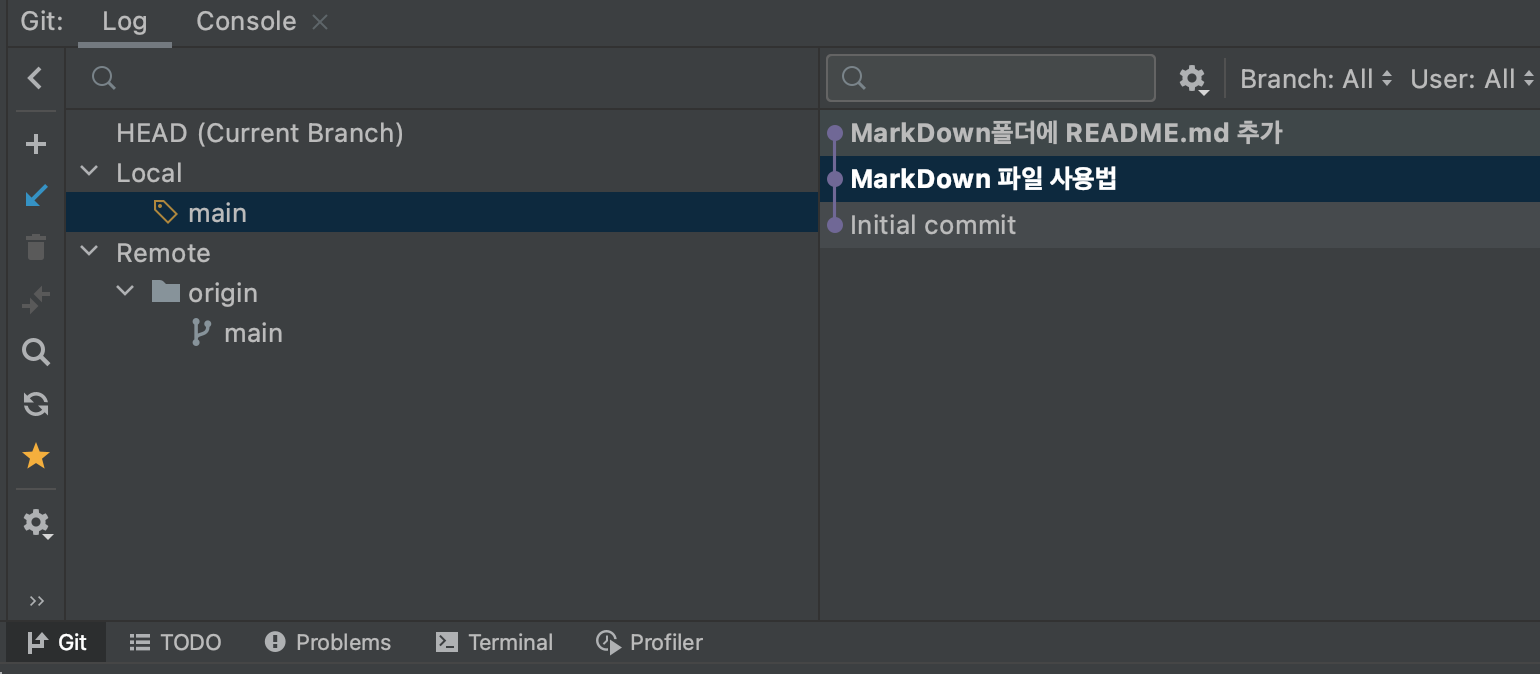 Git: Log Console
Branch: All User: All
HEAD (Current Branch)
Local
main
Remote
origin
main
MarkDown폴더에 README.md 추가
MarkDown 파일 사용법
Initial commit
Git TODO Problems Terminal Profiler